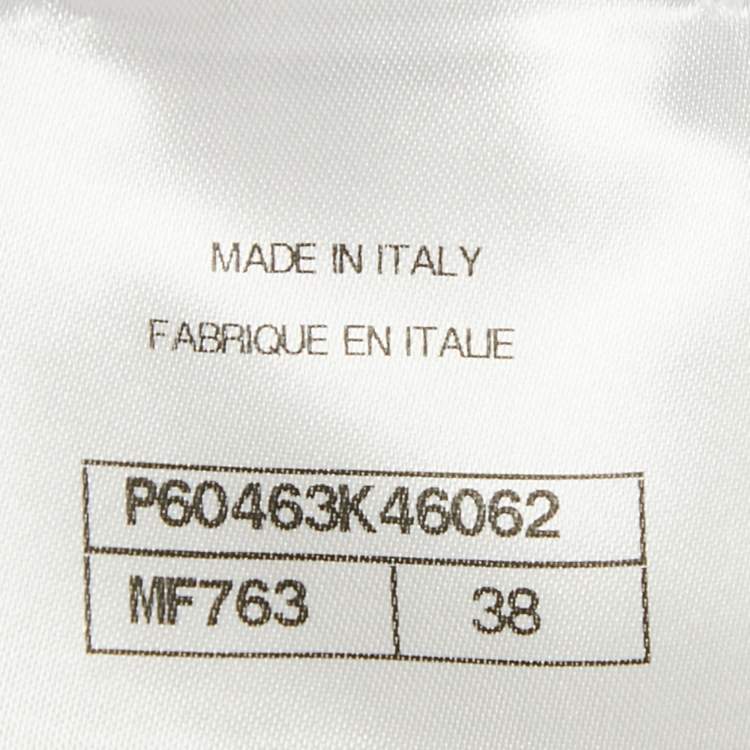 MADE IN ITALY
FABRIQUE EN ITALIE
P60463K46062
MF763 38